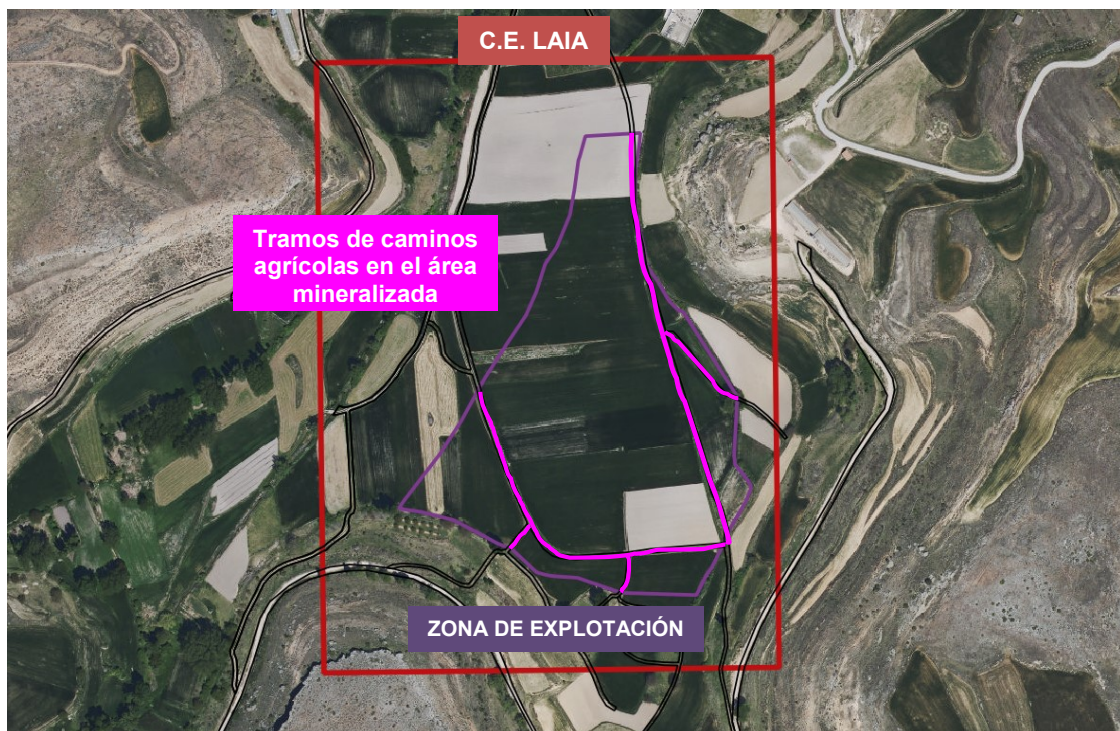 C.E. LAIA
Tramos de caminos
agrícolas en el área
mineralizada
ZONA DE EXPLOTACIÓN